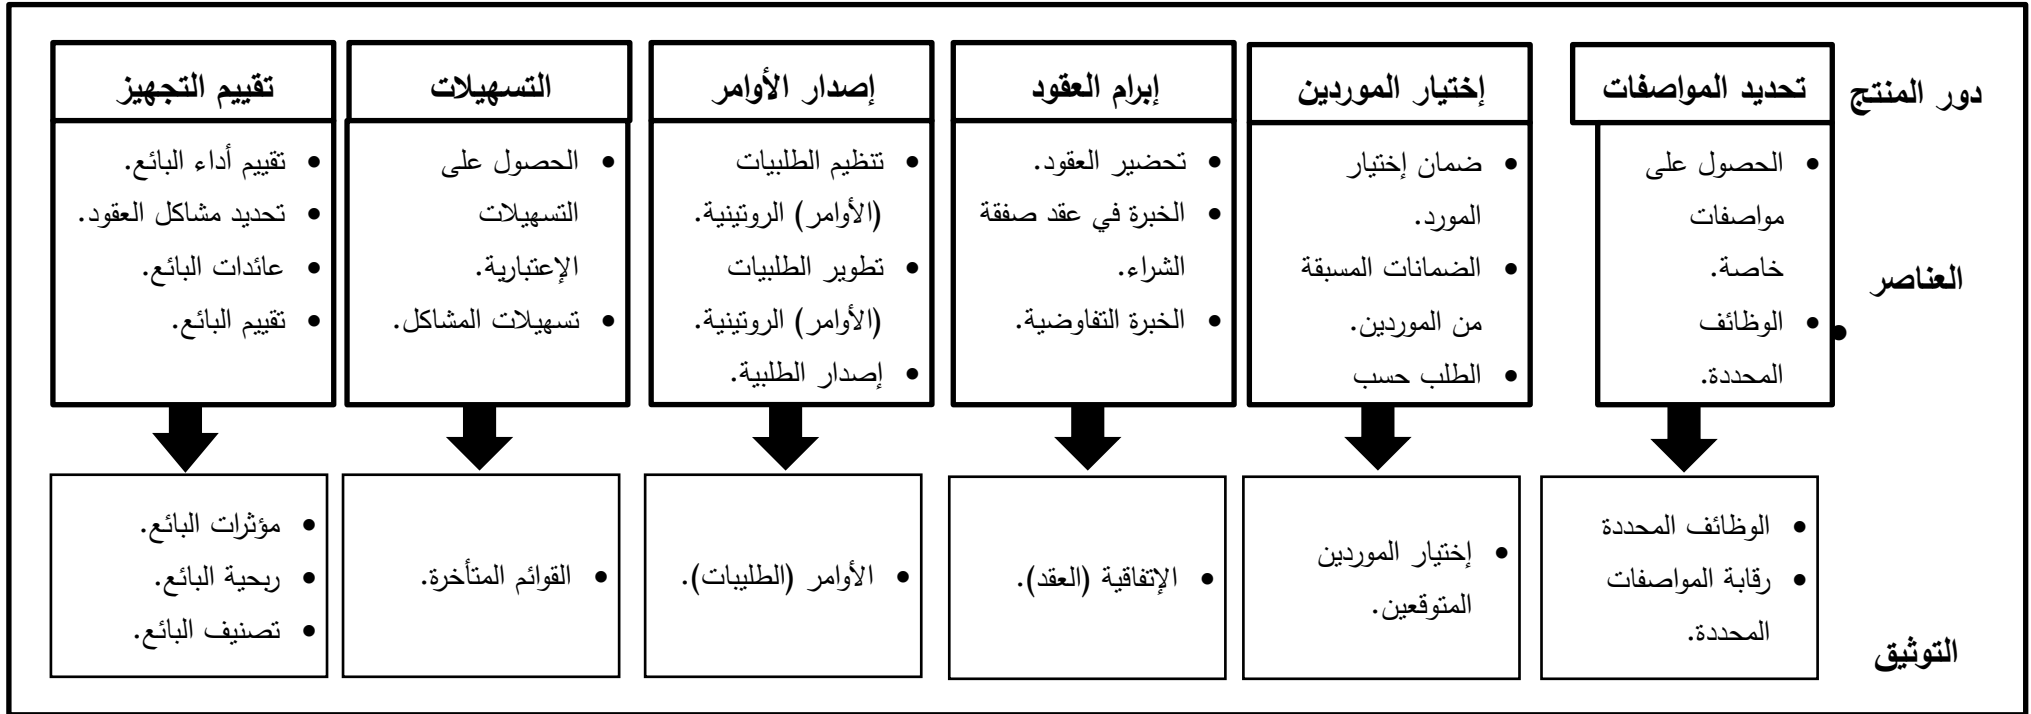 دور المنتج
تحديد المواصفات
إختيار الموردين
إبرام العقود
إصدار الأوامر
التسهيلات
تقييم التجهيز
العناصر
• الحصول على
مواصفات
خاصة.
• الوظائف
المحددة.
•
• ضمان إختيار
المورد.
• الضمانات المسبقة
من الموردين.
• الطلب حسب
• تحضير العقود.
• الخبرة في عقد صفقة
الشراء.
• الخبرة التفاوضية.
• تنظيم الطلبيات
(الأوامر) الروتينية.
• تطوير الطلبيات
(الأوامر) الروتينية.
• إصدار الطلبية.
• الحصول على
التسهيلات
الإعتبارية.
• تسهيلات المشاكل.
• تقييم أداء البائع.
• تحديد مشاكل العقود.
• عائدات البائع.
• تقييم البائع.
التوثيق
• الوظائف المحددة
• رقابة المواصفات
المحددة.
• إختيار الموردين
المتوقعين.
• الإتفاقية (العقد).
• الأوامر (الطليبات).
• القوائم المتأخرة.
• مؤثرات البائع.
• ربحية البائع.
• تصنيف البائع.